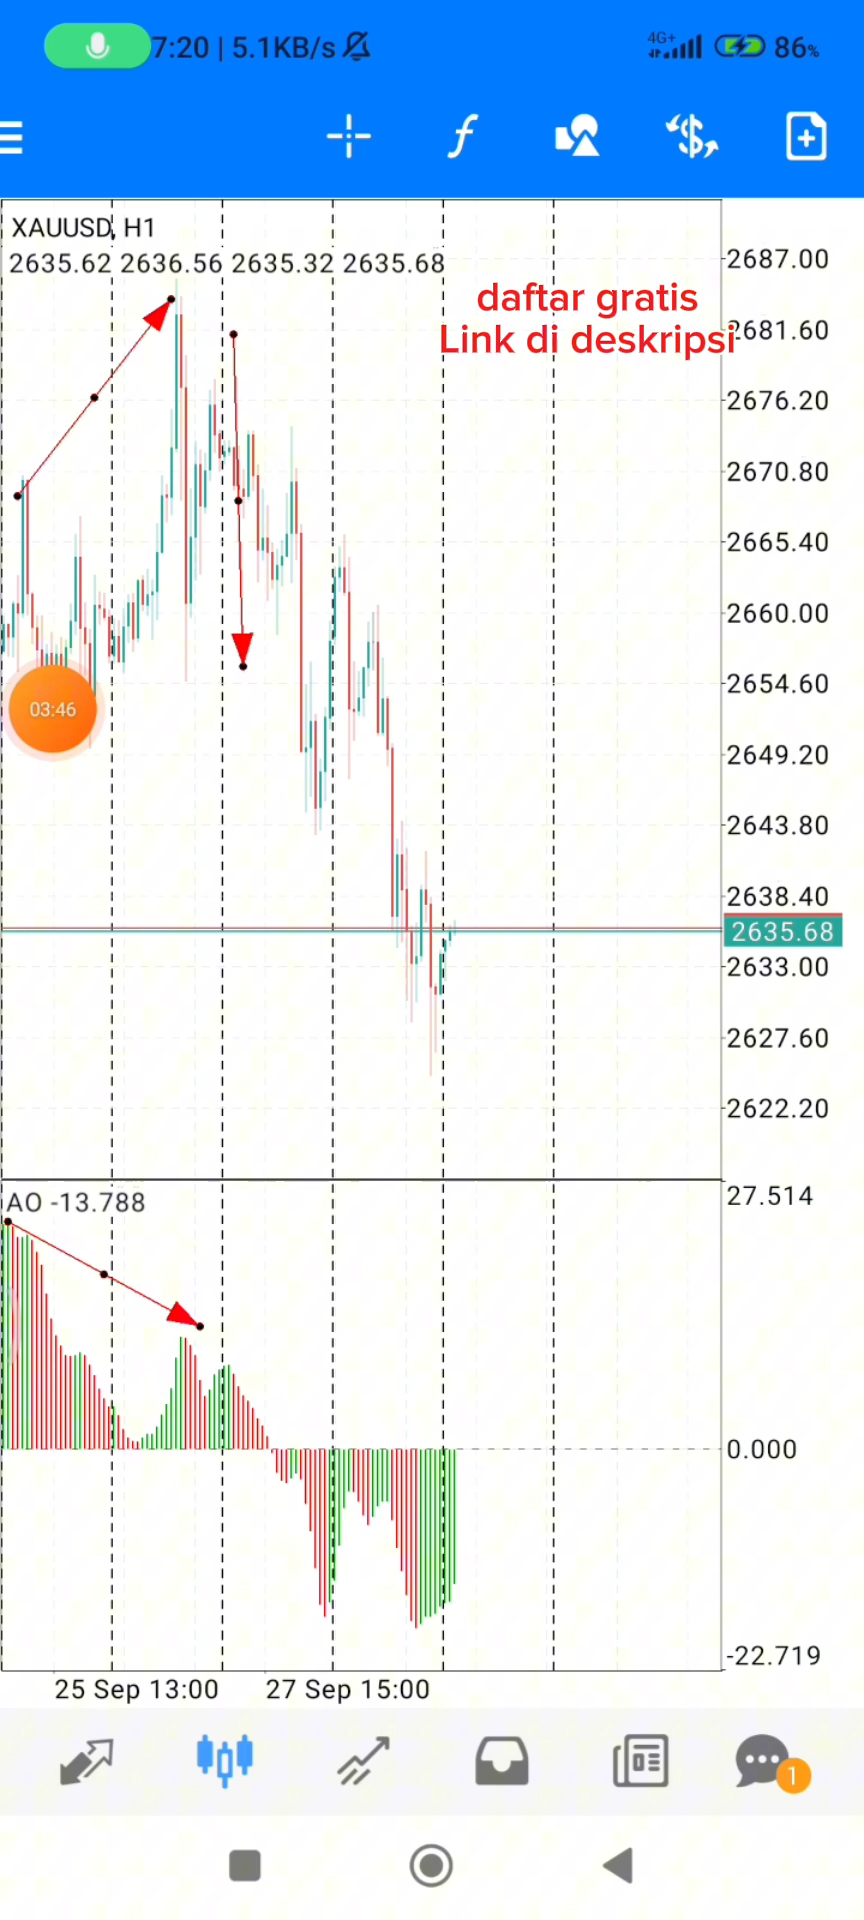 7:20 | 5.1KB/s
4G+
86%
XAUUSD, H1
2635.62 2636.56 2635.32 2635.68
daftar gratis
Link di deskripsi
2687.00
2681.60
2676.20
2670.80
2665.40
2660.00
2654.60
03:46
2649.20
2643.80
2638.40
2635.68
2633.00
2627.60
2622.20
AO -13.788
27.514
0.000
-22.719
25 Sep 13:00
27 Sep 15:00
1